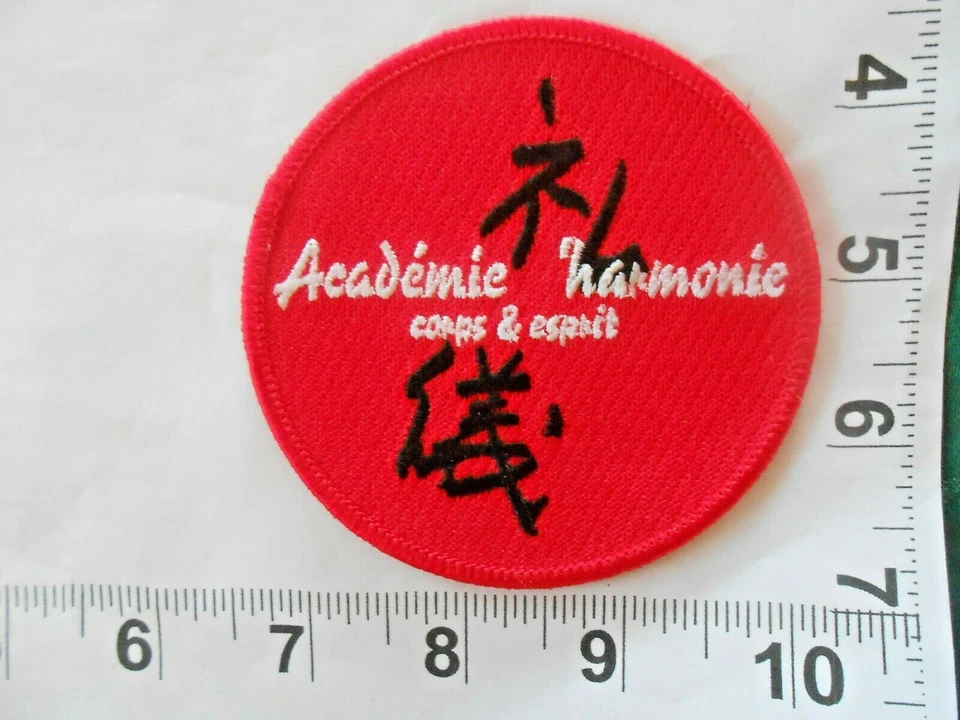 礼
Académie harmonie
corps & esprit
儀
4
5
6
7
6 7 8 9 10